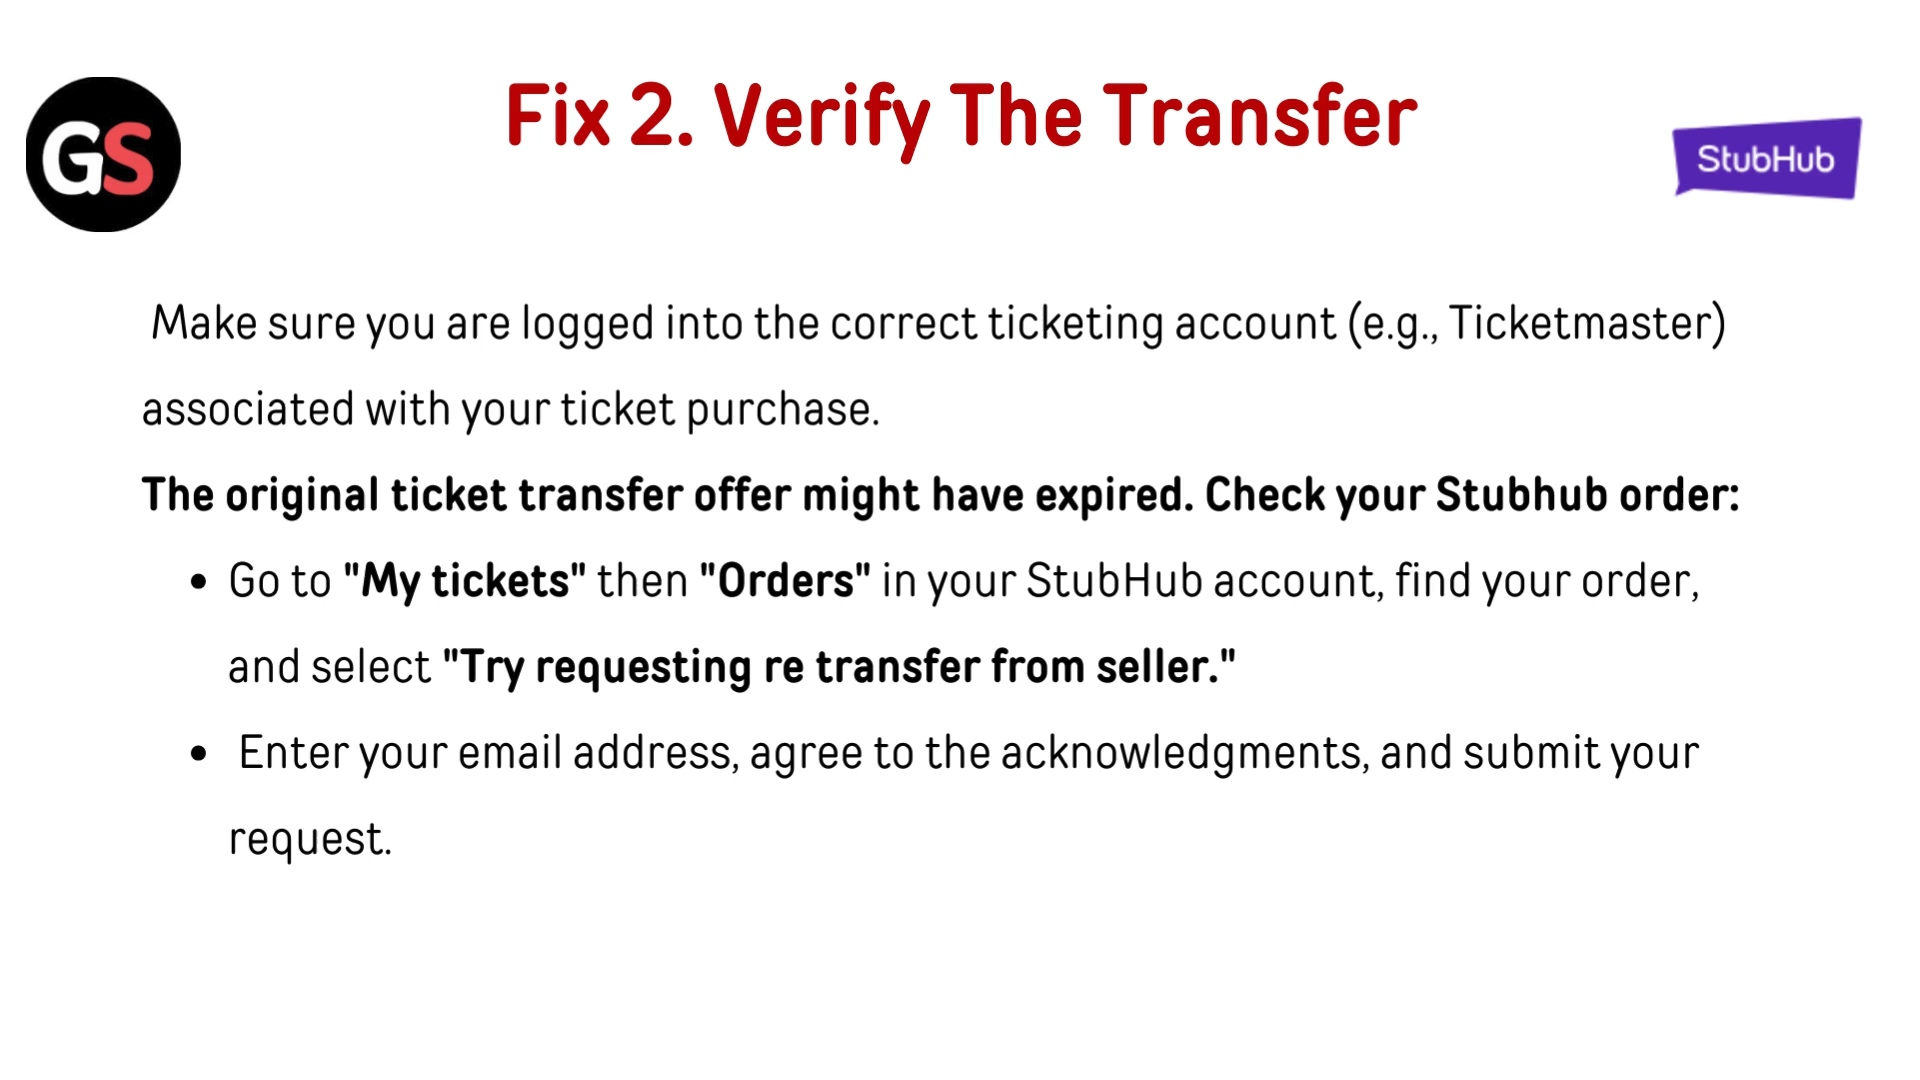 Fix 2. Verify The Transfer
GS
StubHub
Make sure you are logged into the correct ticketing account (e.g., Ticketmaster)
associated with your ticket purchase.
The original ticket transfer offer might have expired. Check your Stubhub order:
• Go to "My tickets" then "Orders" in your StubHub account, find your order,
and select "Try requesting re transfer from seller."
• Enter your email address, agree to the acknowledgments, and submit your
request.